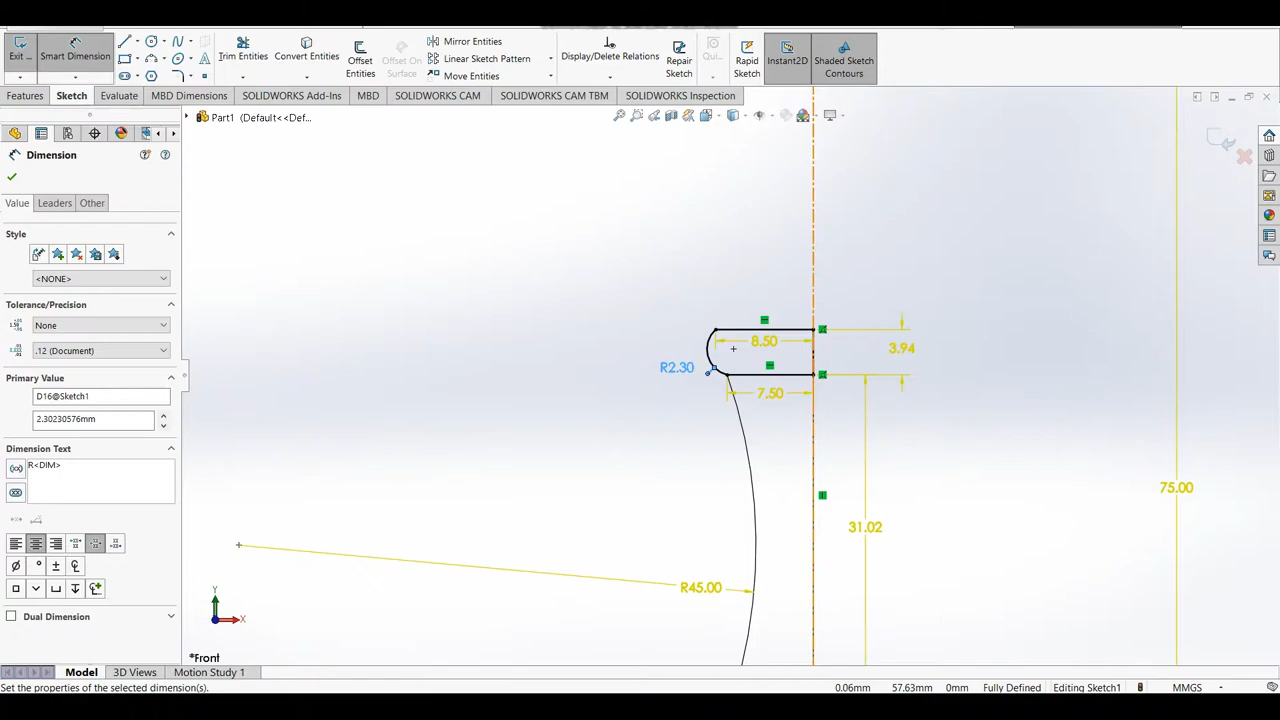 Exit ...
Smart Dimension
Trim Entities
Convert Entities
Offset Entities
Offset On Surface
Mirror Entities
Linear Sketch Pattern
Move Entities
Display/Delete Relations
Repair Sketch
Qui...
Rapid Sketch
Instant2D
Shaded Sketch Contours
Features
Sketch
Evaluate
MBD Dimensions
SOLIDWORKS Add-Ins
MBD
SOLIDWORKS CAM
SOLIDWORKS CAM TBM
SOLIDWORKS Inspection
Part1 (Default<<Def...
Dimension
Value
Leaders
Other
Style
<NONE>
Tolerance/Precision
None
.12 (Document)
Primary Value
D16@Sketch1
2.30230576mm
Dimension Text
R<DIM>
Dual Dimension
8.50
3.94
R2.30
7.50
75.00
31.02
R45.00
Y
X
*Front
Model
3D Views
Motion Study 1
Set the properties of the selected dimension(s).
0.06mm
57.63mm
0mm
Fully Defined
Editing Sketch1
MMGS